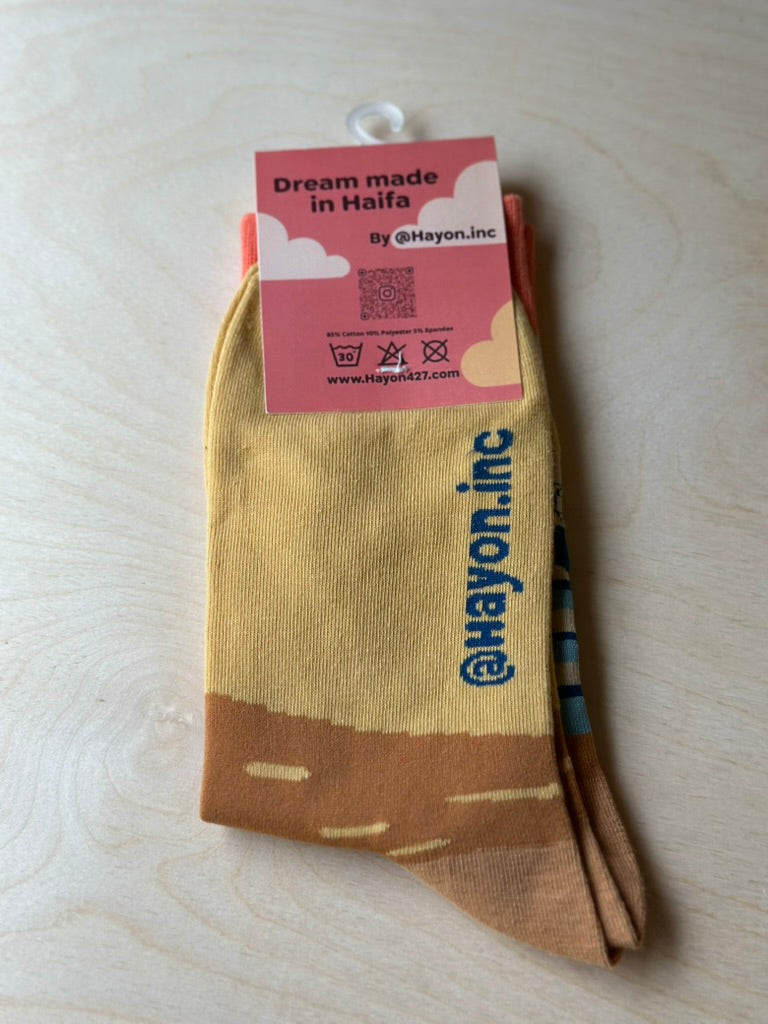 Dream made
in Haifa
By @Hayon.inc
85% Cotton 10% Polyester 5% Spandex
30
www.Hayon427.com
@Hayon.inc